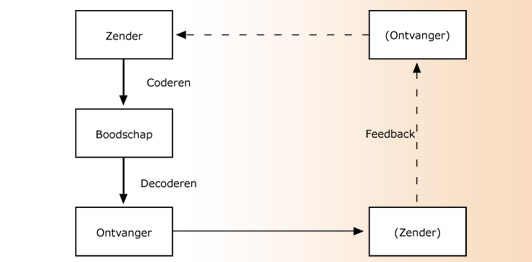 Zender
(Ontvanger)
Coderen
Boodschap
Feedback
Decoderen
Ontvanger
(Zender)